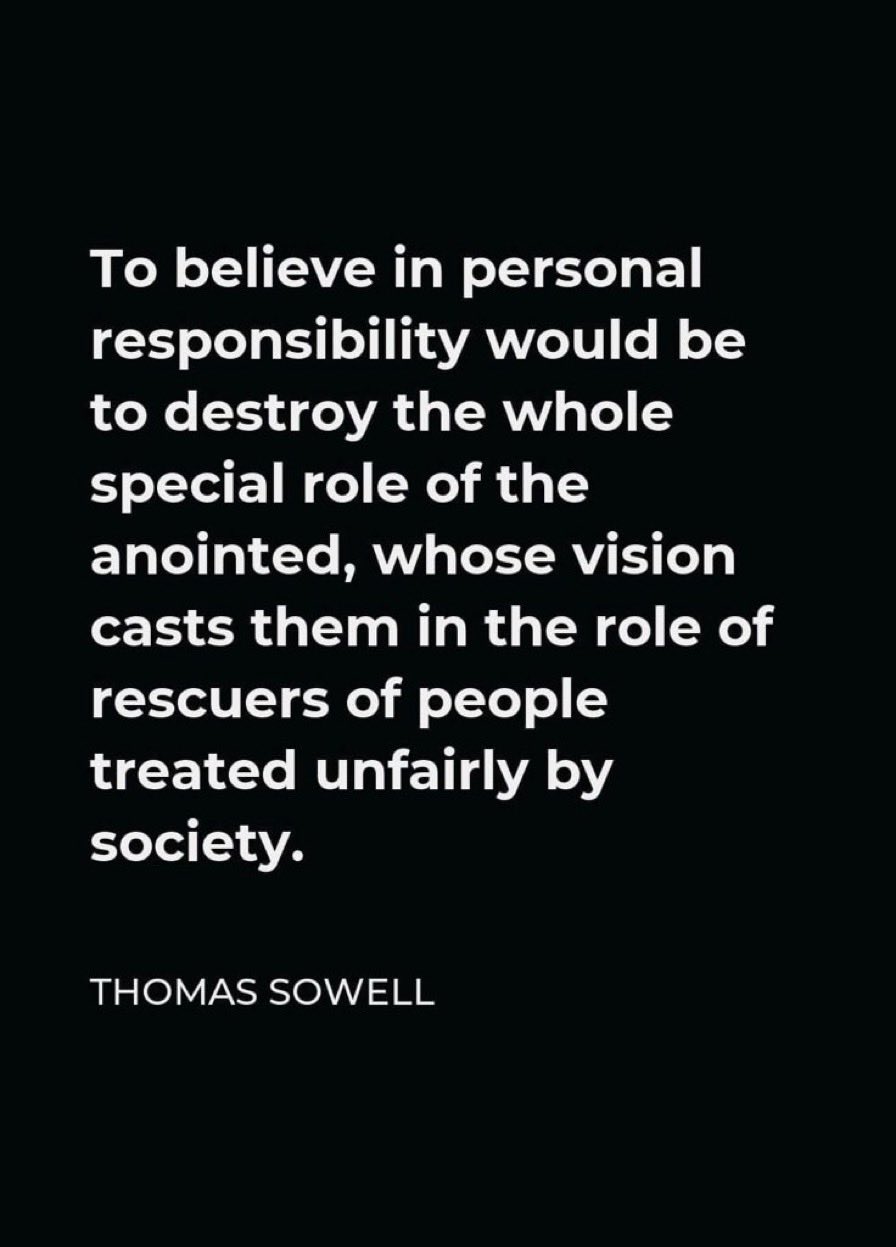 To believe in personal
responsibility would be
to destroy the whole
special role of the
anointed, whose vision
casts them in the role of
rescuers of people
treated unfairly by
society.
THOMAS SOWELL